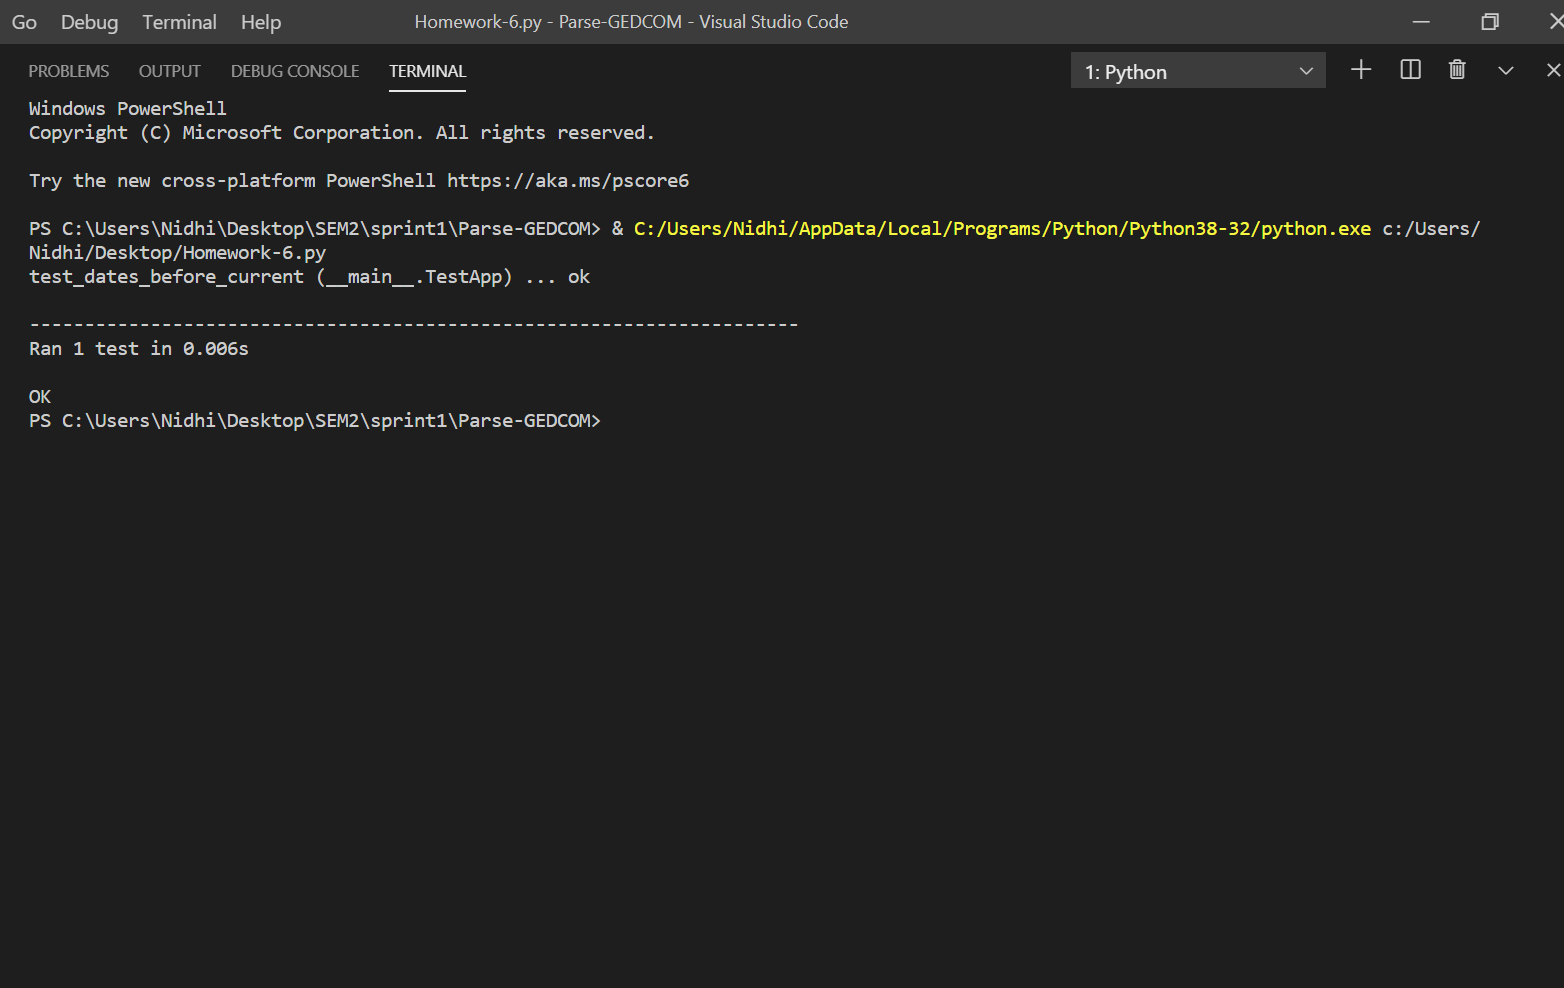 Go Debug Terminal Help Homework-6.py - Parse-GEDCOM - Visual Studio Code
PROBLEMS OUTPUT DEBUG CONSOLE TERMINAL 1: Python
Windows PowerShell
Copyright (C) Microsoft Corporation. All rights reserved.
Try the new cross-platform PowerShell https://aka.ms/pscore6
PS C:\Users\Nidhi\Desktop\SEM2\sprint1\Parse-GEDCOM> & C:/Users/Nidhi/AppData/Local/Programs/Python/Python38-32/python.exe c:/Users/
Nidhi/Desktop/Homework-6.py
test_dates_before_current (__main__.TestApp) ... ok
----------------------------------------------------------------------
Ran 1 test in 0.006s
OK
PS C:\Users\Nidhi\Desktop\SEM2\sprint1\Parse-GEDCOM>